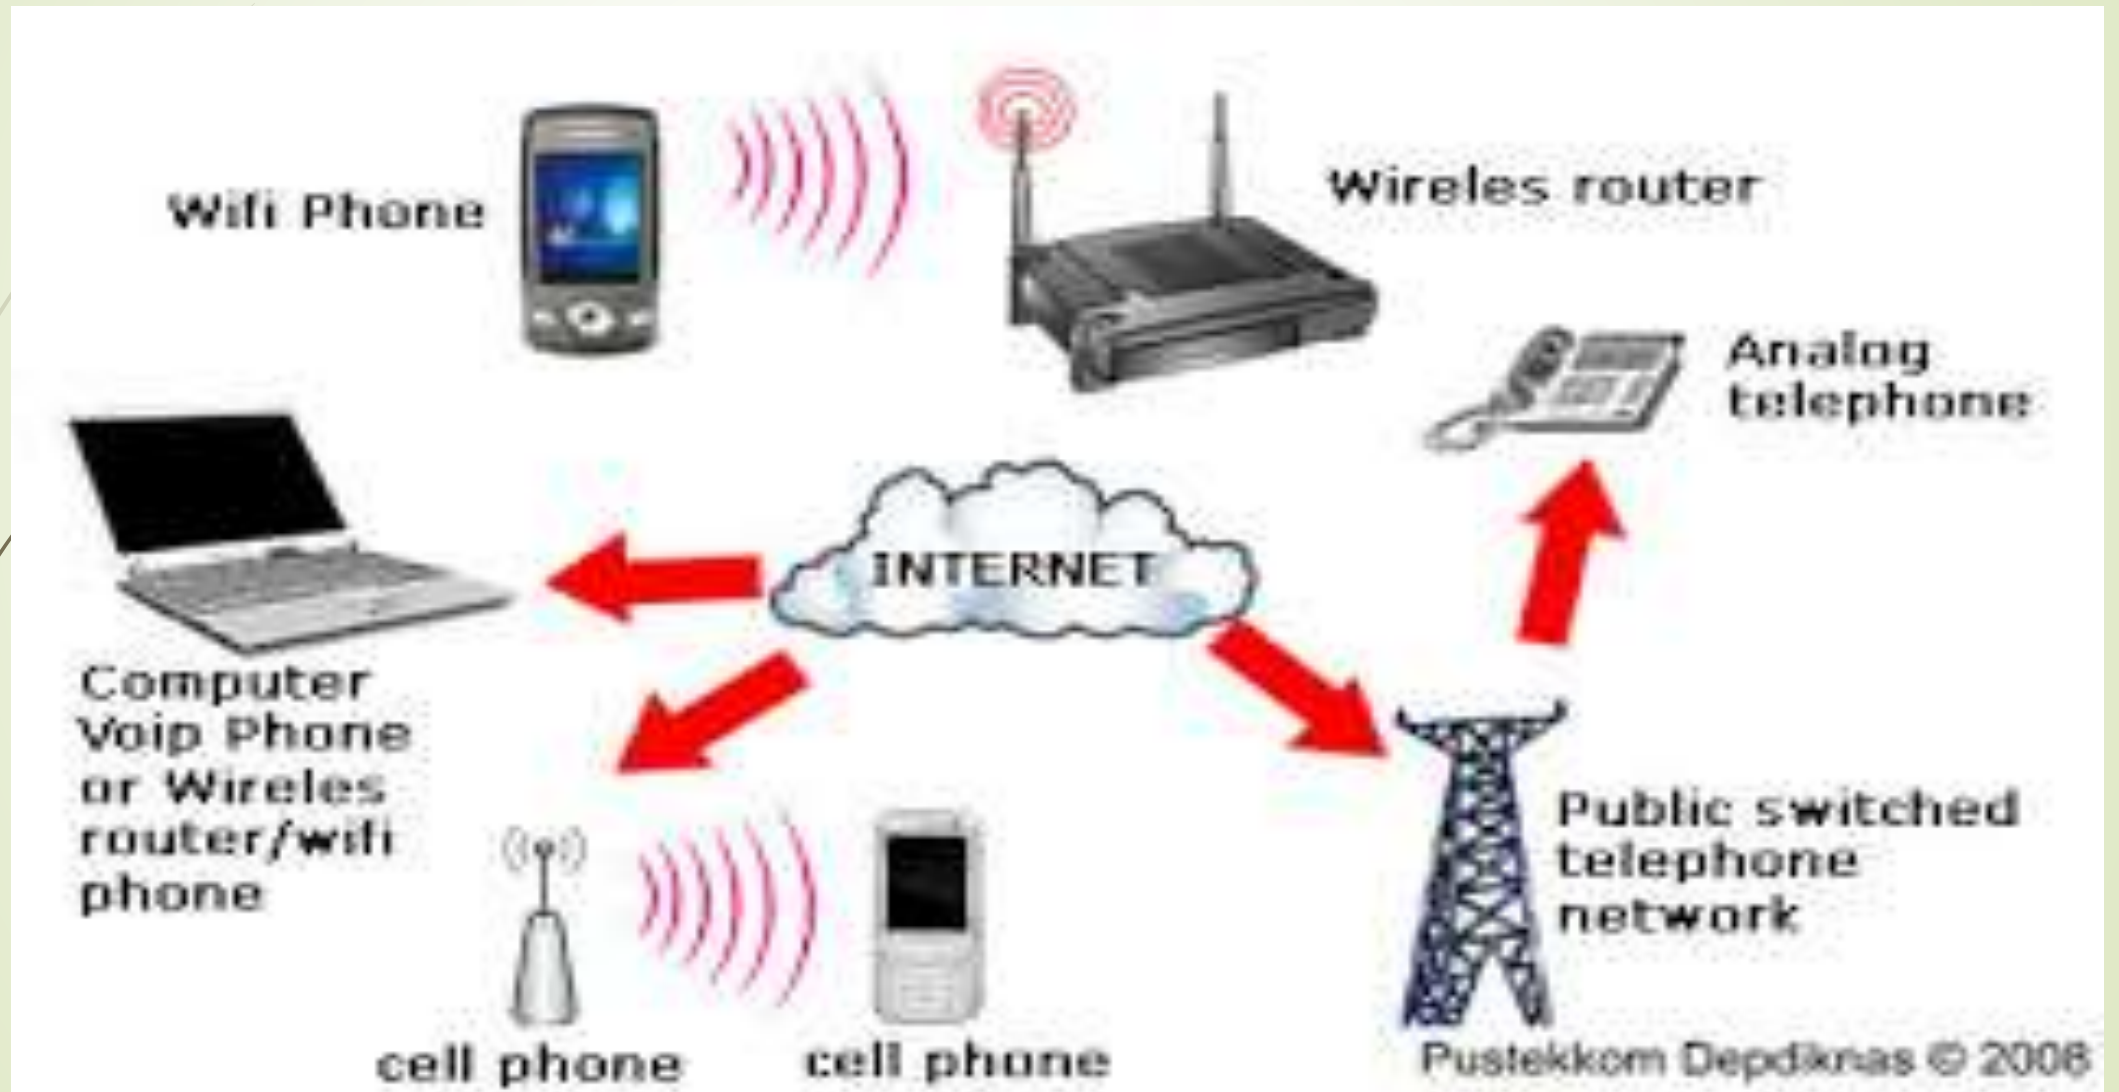 Wifi Phone
Wireles router
Analog
telephone
INTERNET
Computer
Voip Phone
or Wireles
router/wifi
phone
Public switched
telephone
network
cell phone
cell phone
Pustekkom Depdiknas © 2008